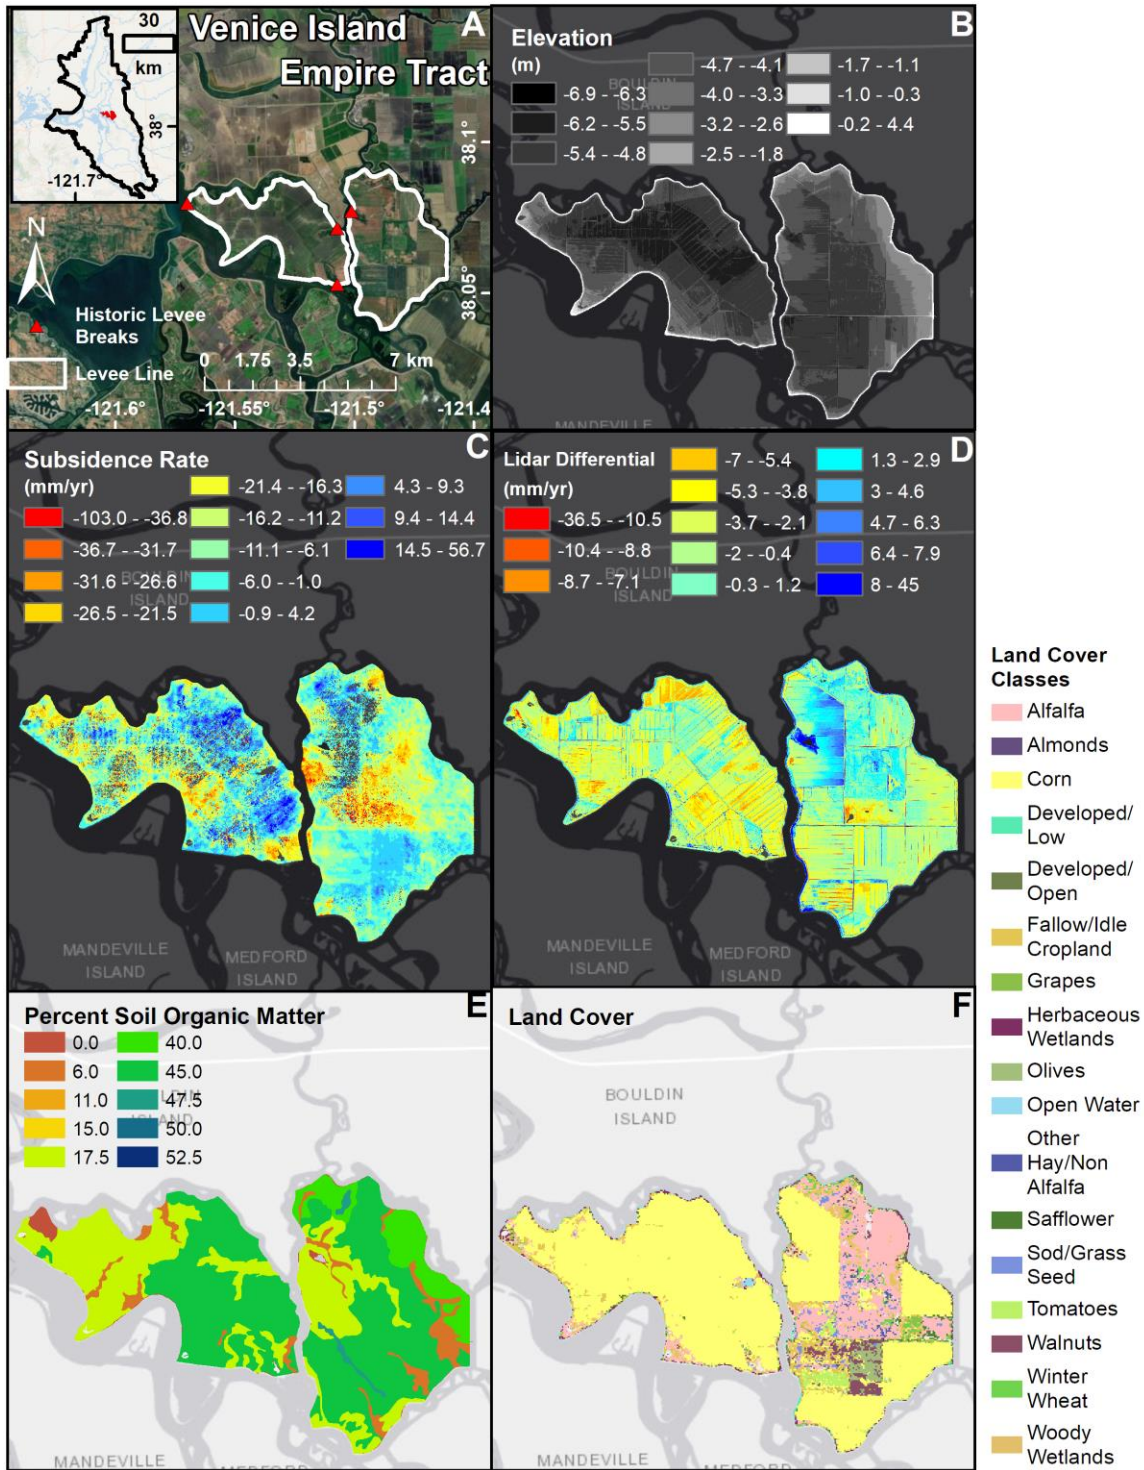 A
Venice Island
Empire Tract
30
km
38°
-121.7°
N
Historic Levee
Breaks
Levee Line
0 1.75 3.5 7 km
-121.6° -121.55° -121.5° -121.4
38.1°
38.05°
B
Elevation
(m)
-6.9 - -6.3
-6.2 - -5.5
-5.4 - -4.8
-4.7 - -4.1
-4.0 - -3.3
-3.2 - -2.6
-2.5 - -1.8
-1.7 - -1.1
-1.0 - -0.3
-0.2 - 4.4
BOULDIN
ISLAND
MANDEVILLE
C
Subsidence Rate
(mm/yr)
-103.0 - -36.8
-36.7 - -31.7
-31.6 - -26.6
-26.5 - -21.5
-21.4 - -16.3
-16.2 - -11.2
-11.1 - -6.1
-6.0 - -1.0
-0.9 - 4.2
4.3 - 9.3
9.4 - 14.4
14.5 - 56.7
BOULDIN
ISLAND
MANDEVILLE
ISLAND
MEDFORD
ISLAND
D
Lidar Differential
(mm/yr)
-36.5 - -10.5
-10.4 - -8.8
-8.7 - -7.1
-7 - -5.4
-5.3 - -3.8
-3.7 - -2.1
-2 - -0.4
-0.3 - 1.2
1.3 - 2.9
3 - 4.6
4.7 - 6.3
6.4 - 7.9
8 - 45
BOULDIN
ISLAND
MANDEVILLE
ISLAND
MEDFORD
ISLAND
E
Percent Soil Organic Matter
0.0
6.0
11.0
15.0
17.5
40.0
45.0
47.5
50.0
52.5
MANDEVILLE
MEDFORD
F
Land Cover
BOULDIN
ISLAND
MANDEVILLE
Land Cover
Classes
Alfalfa
Almonds
Corn
Developed/
Low
Developed/
Open
Fallow/Idle
Cropland
Grapes
Herbaceous
Wetlands
Olives
Open Water
Other
Hay/Non
Alfalfa
Safflower
Sod/Grass
Seed
Tomatoes
Walnuts
Winter
Wheat
Woody
Wetlands